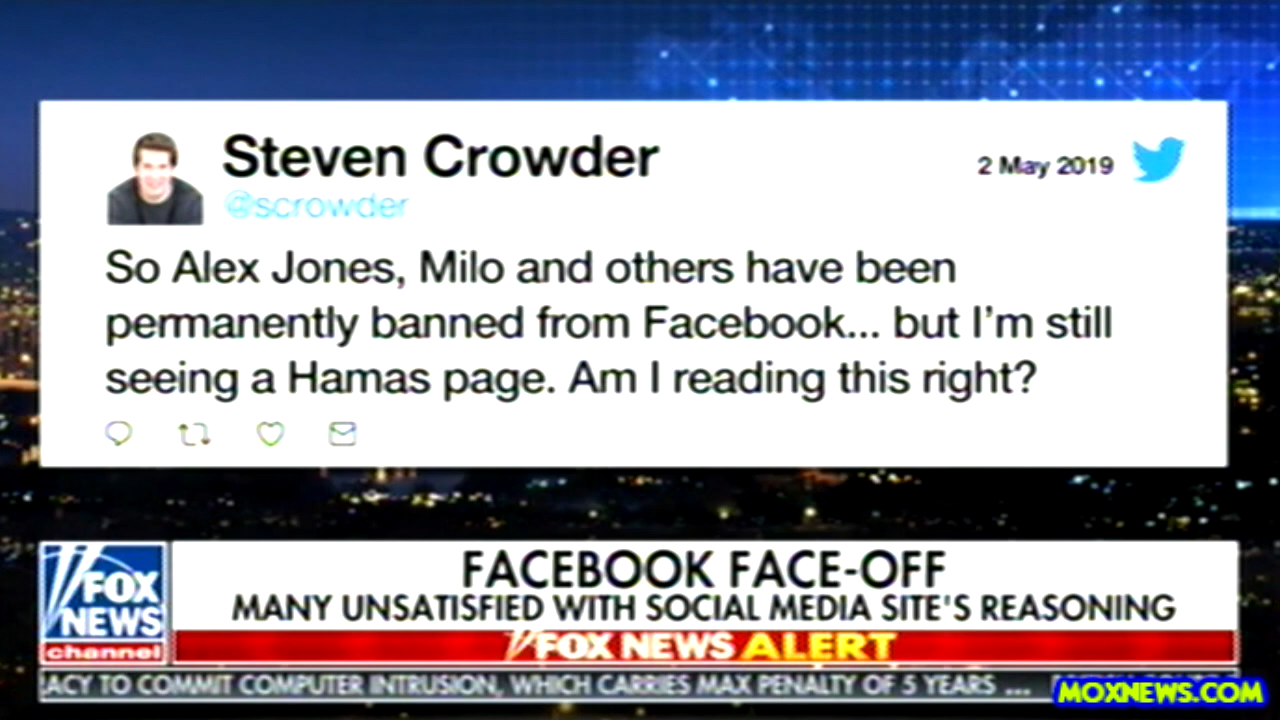 Steven Crowder
2 May 2019
@scrowder
So Alex Jones, Milo and others have been
permanently banned from Facebook... but I'm still
seeing a Hamas page. Am I reading this right?
FOX
NEWS
channel
FACEBOOK FACE-OFF
MANY UNSATISFIED WITH SOCIAL MEDIA SITE'S REASONING
FOX NEWS ALERT
ACY TO COMMIT COMPUTER INTRUSION, WHICH CARRIES MAX PENALTY OF 5 YEARS ...
MOXNEWS.COM